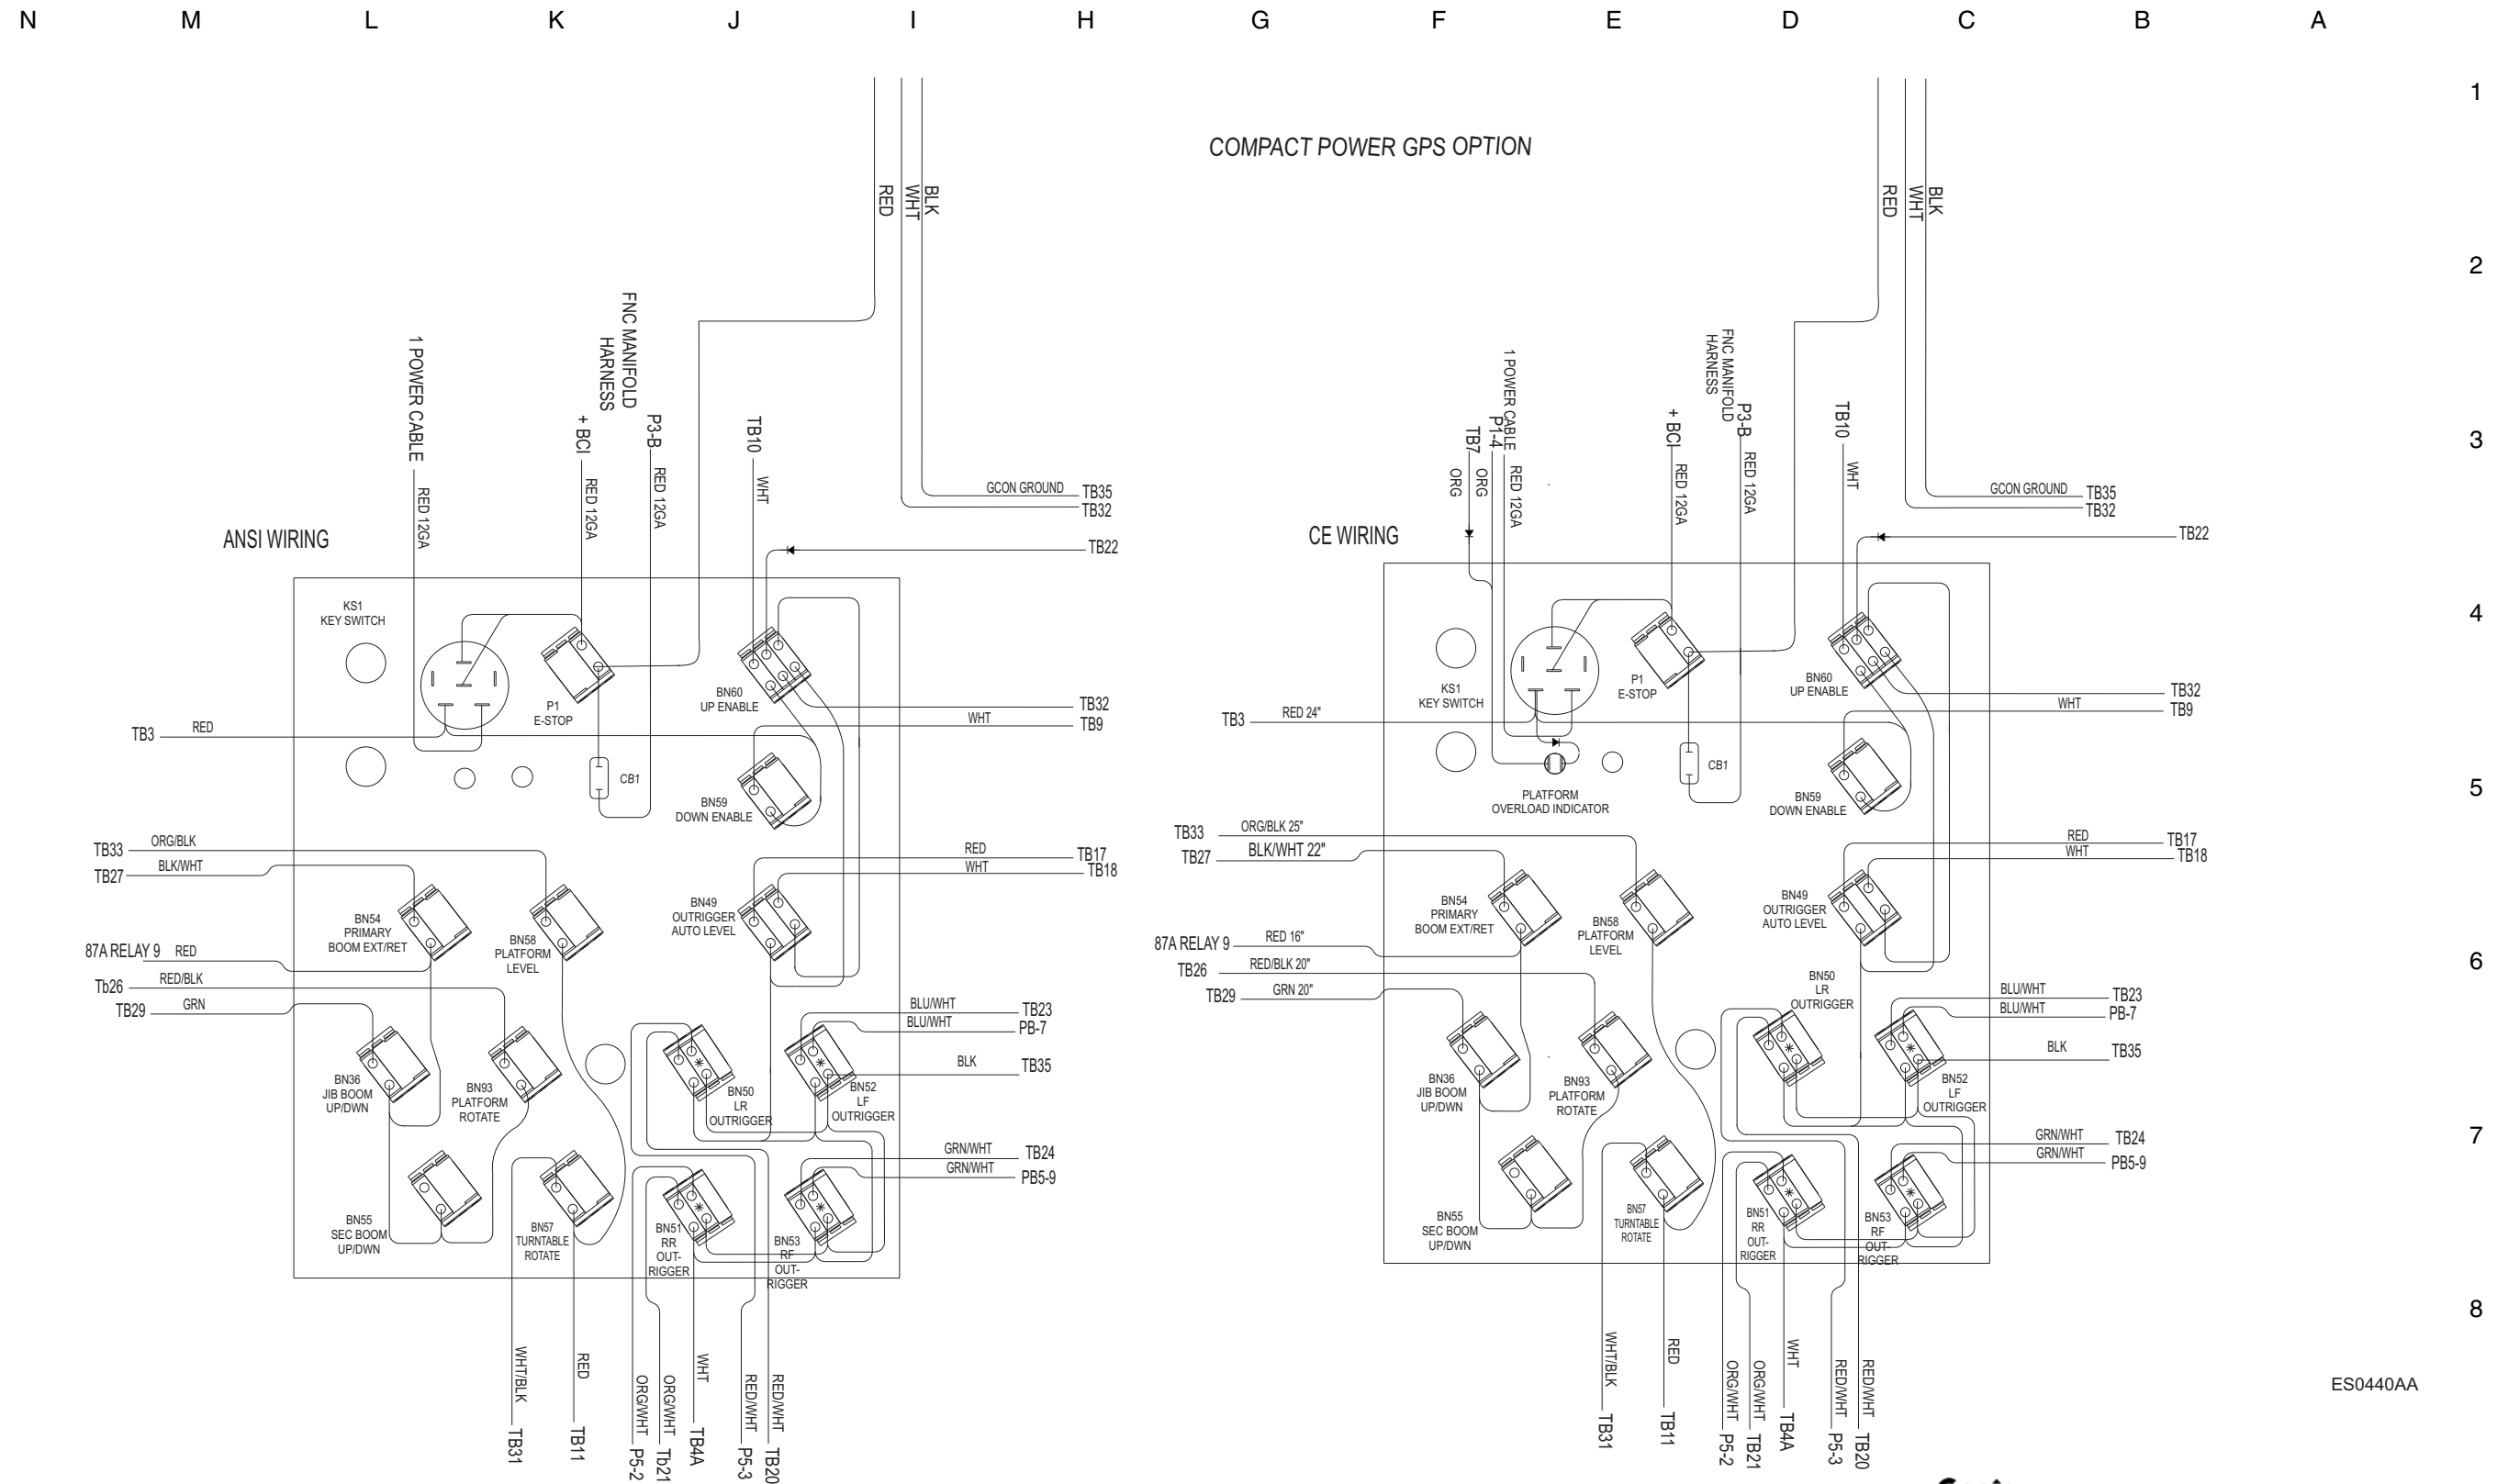 N M L K J I H G F E D C B A
1
2
3
4
5
6
7
8
COMPACT POWER GPS OPTION
ANSI WIRING
RED
WHT
BLK
1 POWER CABLE
RED 12GA
FNC MANIFOLD
HARNESS
+ BCI
RED 12GA
P3-B
RED 12GA
TB10
WHT
GCON GROUND TB35
TB32
TB22
KS1
KEY SWITCH
P1
E-STOP
BN60
UP ENABLE
TB32
WHT TB9
TB3 RED
CB1
BN59
DOWN ENABLE
TB33 ORG/BLK
TB27 BLK/WHT
RED TB17
WHT TB18
BN54
PRIMARY
BOOM EXT/RET
BN58
PLATFORM
LEVEL
BN49
OUTRIGGER
AUTO LEVEL
87A RELAY 9 RED
Tb26 RED/BLK
TB29 GRN
BLU/WHT TB23
BLU/WHT PB-7
BLK TB35
BN36
JIB BOOM
UP/DWN
BN93
PLATFORM
ROTATE
BN50
LR
OUTRIGGER
BN52
LF
OUTRIGGER
*
*
GRN/WHT TB24
GRN/WHT PB5-9
BN55
SEC BOOM
UP/DWN
BN57
TURNTABLE
ROTATE
BN51
RR
OUT-
RIGGER
BN53
RF
OUT-
RIGGER
*
*
WHT/BLK TB31
RED TB11
ORG/WHT P5-2
ORG/WHT Tb21
WHT TB4A
RED/WHT P5-3
RED/WHT TB20
CE WIRING
RED
WHT
BLK
TB7
ORG
P1-4
ORG
1 POWER CABLE
RED 12GA
+ BCI
RED 12GA
FNC MANIFOLD
HARNESS
P3-B
RED 12GA
TB10
WHT
GCON GROUND TB35
TB32
TB22
KS1
KEY SWITCH
P1
E-STOP
BN60
UP ENABLE
TB32
WHT TB9
TB3 RED 24"
CB1
PLATFORM
OVERLOAD INDICATOR
BN59
DOWN ENABLE
TB33 ORG/BLK 25"
TB27 BLK/WHT 22"
RED TB17
WHT TB18
BN54
PRIMARY
BOOM EXT/RET
BN58
PLATFORM
LEVEL
BN49
OUTRIGGER
AUTO LEVEL
87A RELAY 9 RED 16"
TB26 RED/BLK 20"
TB29 GRN 20"
BN50
LR
OUTRIGGER
BLU/WHT TB23
BLU/WHT PB-7
BLK TB35
BN36
JIB BOOM
UP/DWN
BN93
PLATFORM
ROTATE
BN52
LF
OUTRIGGER
*
*
GRN/WHT TB24
GRN/WHT PB5-9
BN55
SEC BOOM
UP/DWN
BN57
TURNTABLE
ROTATE
BN51
RR
OUT-
RIGGER
BN53
RF
OUT-
RIGGER
*
*
WHT/BLK TB31
RED TB11
ORG/WHT P5-2
ORG/WHT TB21
WHT TB4A
RED/WHT P5-3
RED/WHT TB20
ES0440AA